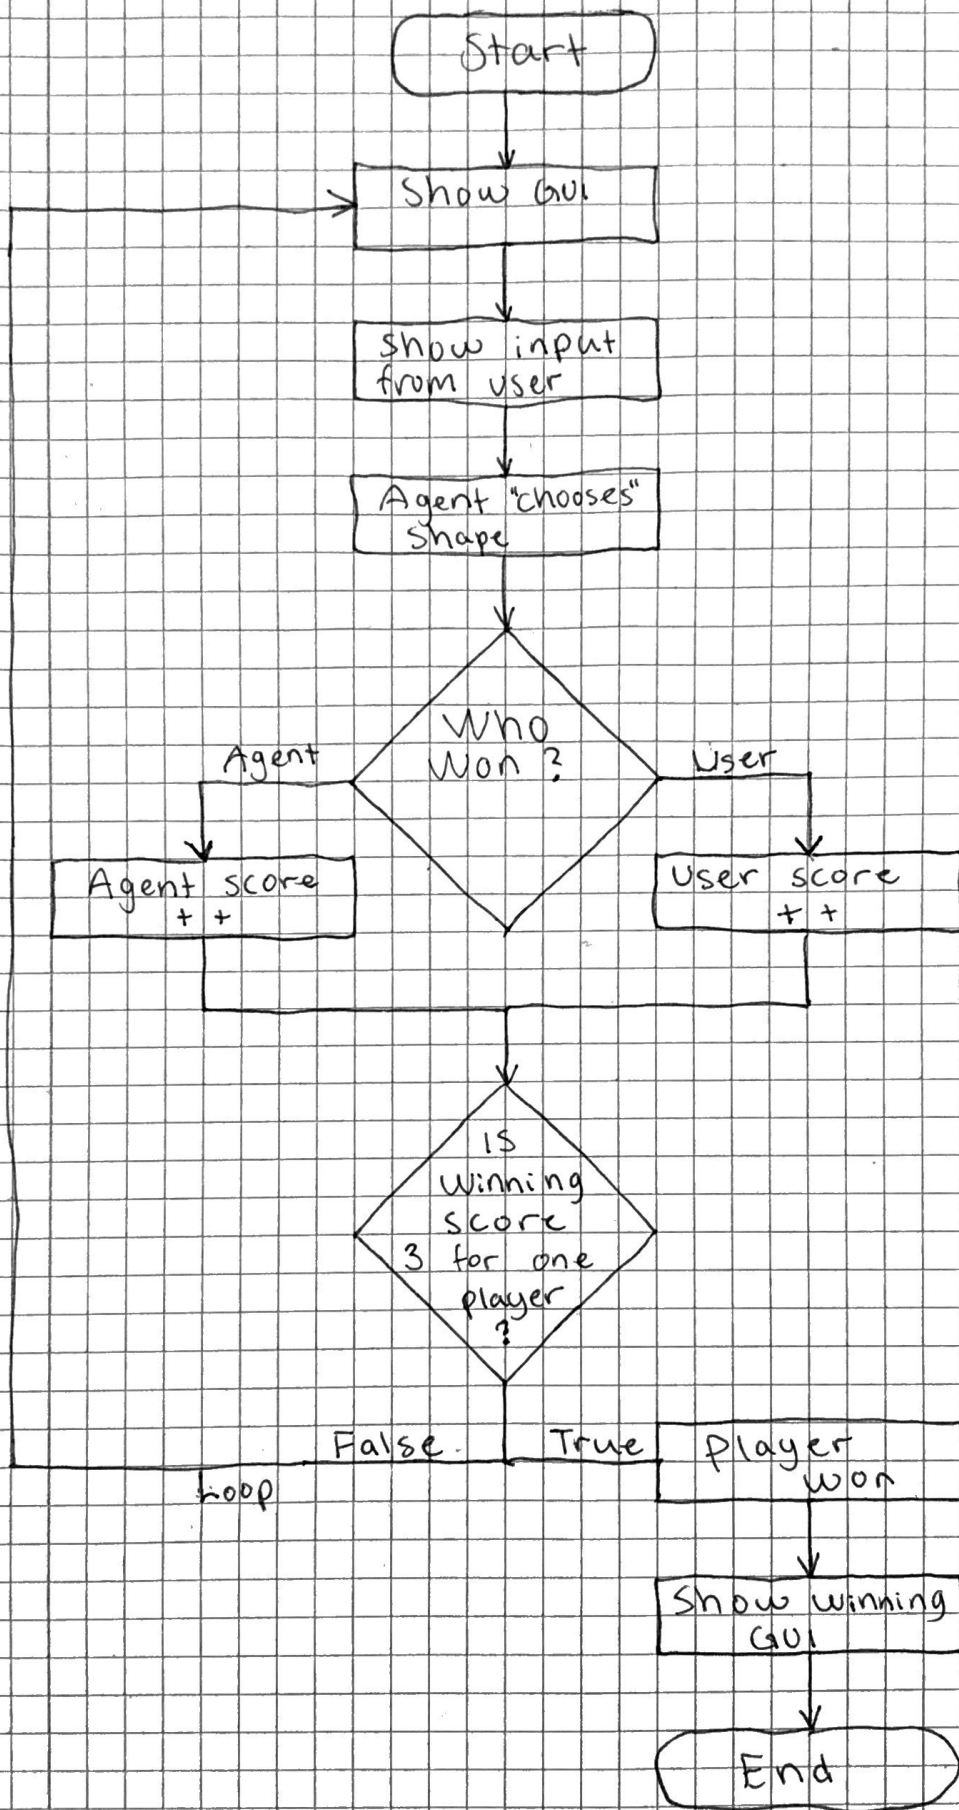 Start
Show GUI
show input
from user
Agent "chooses"
Shape
Who
Won ?
Agent
User
Agent score
+ +
User score
+ +
Is
winning
score
3 for one
player
?
False
True
Loop
Player
won
Show winning
GUI
End